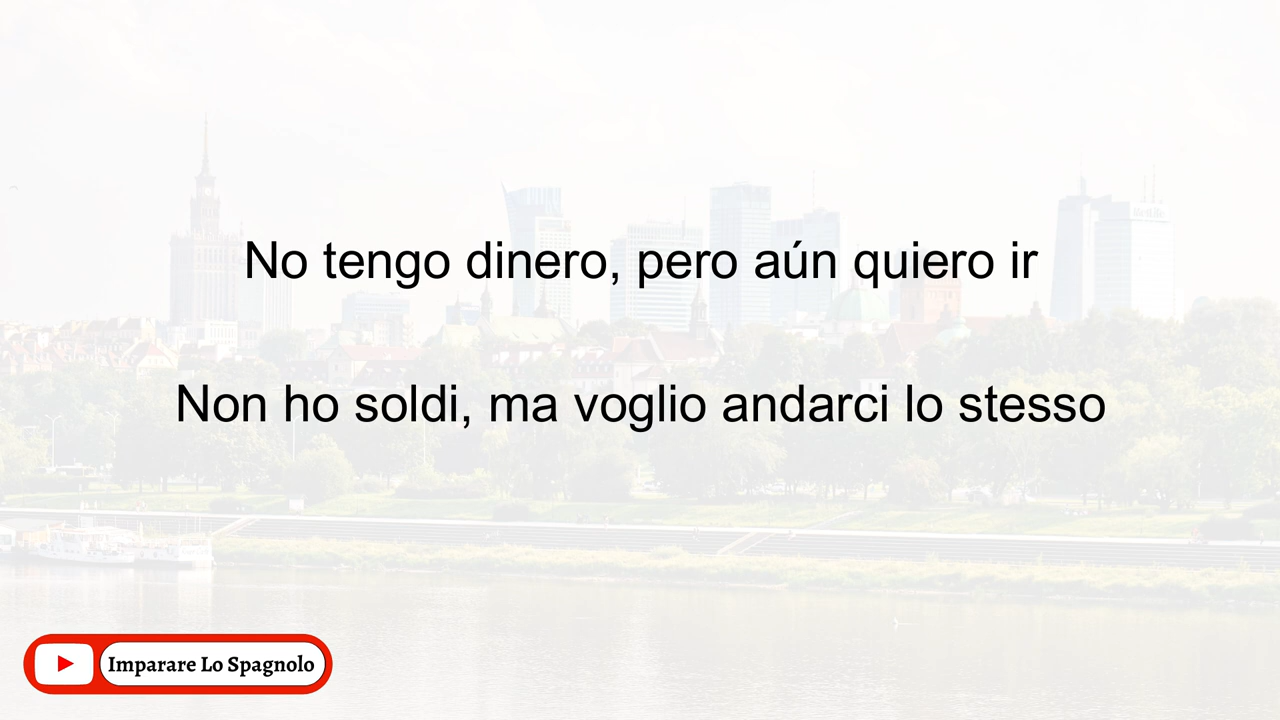 No tengo dinero, pero aún quiero ir
Non ho soldi, ma voglio andarci lo stesso
Imparare Lo Spagnolo